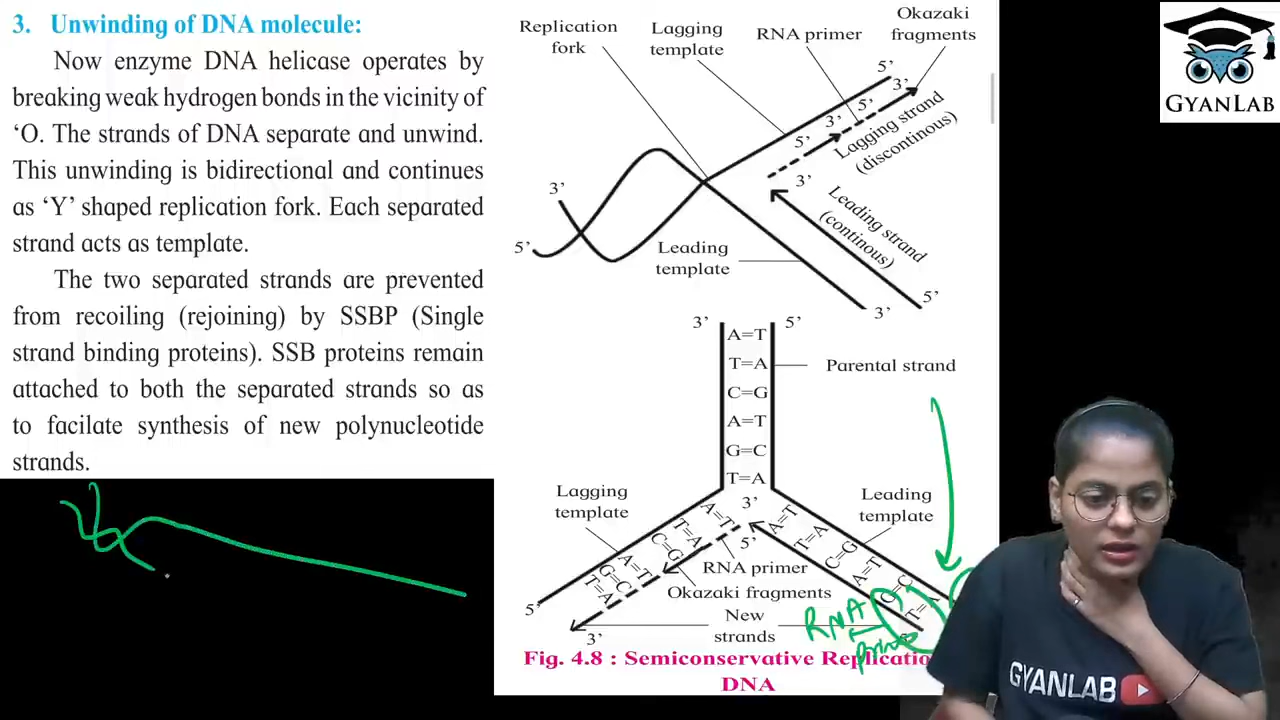 3. Unwinding of DNA molecule:
Now enzyme DNA helicase operates by
breaking weak hydrogen bonds in the vicinity of
‘O. The strands of DNA separate and unwind.
This unwinding is bidirectional and continues
as ‘Y’ shaped replication fork. Each separated
strand acts as template.
The two separated strands are prevented
from recoiling (rejoining) by SSBP (Single
strand binding proteins). SSB proteins remain
attached to both the separated strands so as
to facilate synthesis of new polynucleotide
strands.
Replication
fork
Lagging
template
RNA primer
Okazaki
fragments
5’
3’
5’
3’
5’
Lagging strand
(discontinous)
3’
Leading strand
(continous)
3’
5’
Leading
template
5’
3’
3’
5’
A=T
T=A
C=G
A=T
G=C
T=A
Parental strand
Lagging
template
Leading
template
3’
A=T
T=A
C=G
A=T
G=C
T=A
A=T
T=A
C=G
A=T
G=C
T=A
5’
RNA primer
Okazaki fragments
New
strands
5’
3’
5’
RNA
Fig. 4.8 : Semiconservative Replicatio
DNA
GYANLAB
GYANLAB